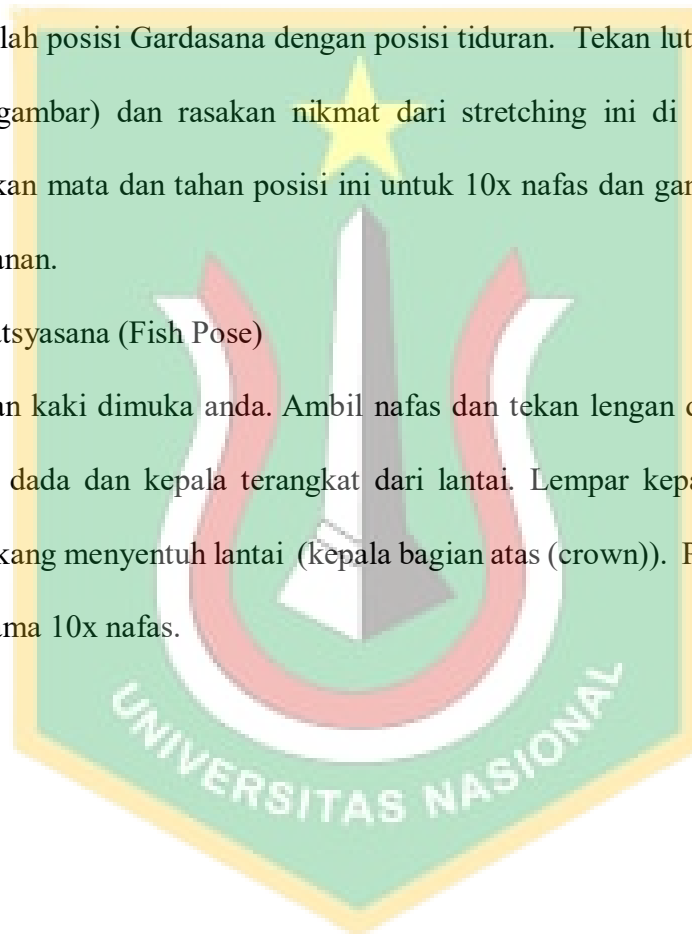 lah posisi Gardasana dengan posisi tiduran. Tekan lut
gambar) dan rasakan nikmat dari stretching ini di
kan mata dan tahan posisi ini untuk 10x nafas dan gan
anan.
atsyasana (Fish Pose)
an kaki dimuka anda. Ambil nafas dan tekan lengan
dada dan kepala terangkat dari lantai. Lempar kepa
kang menyentuh lantai (kepala bagian atas (crown)).
ama 10x nafas.
UNIVERSITAS NASIONAL